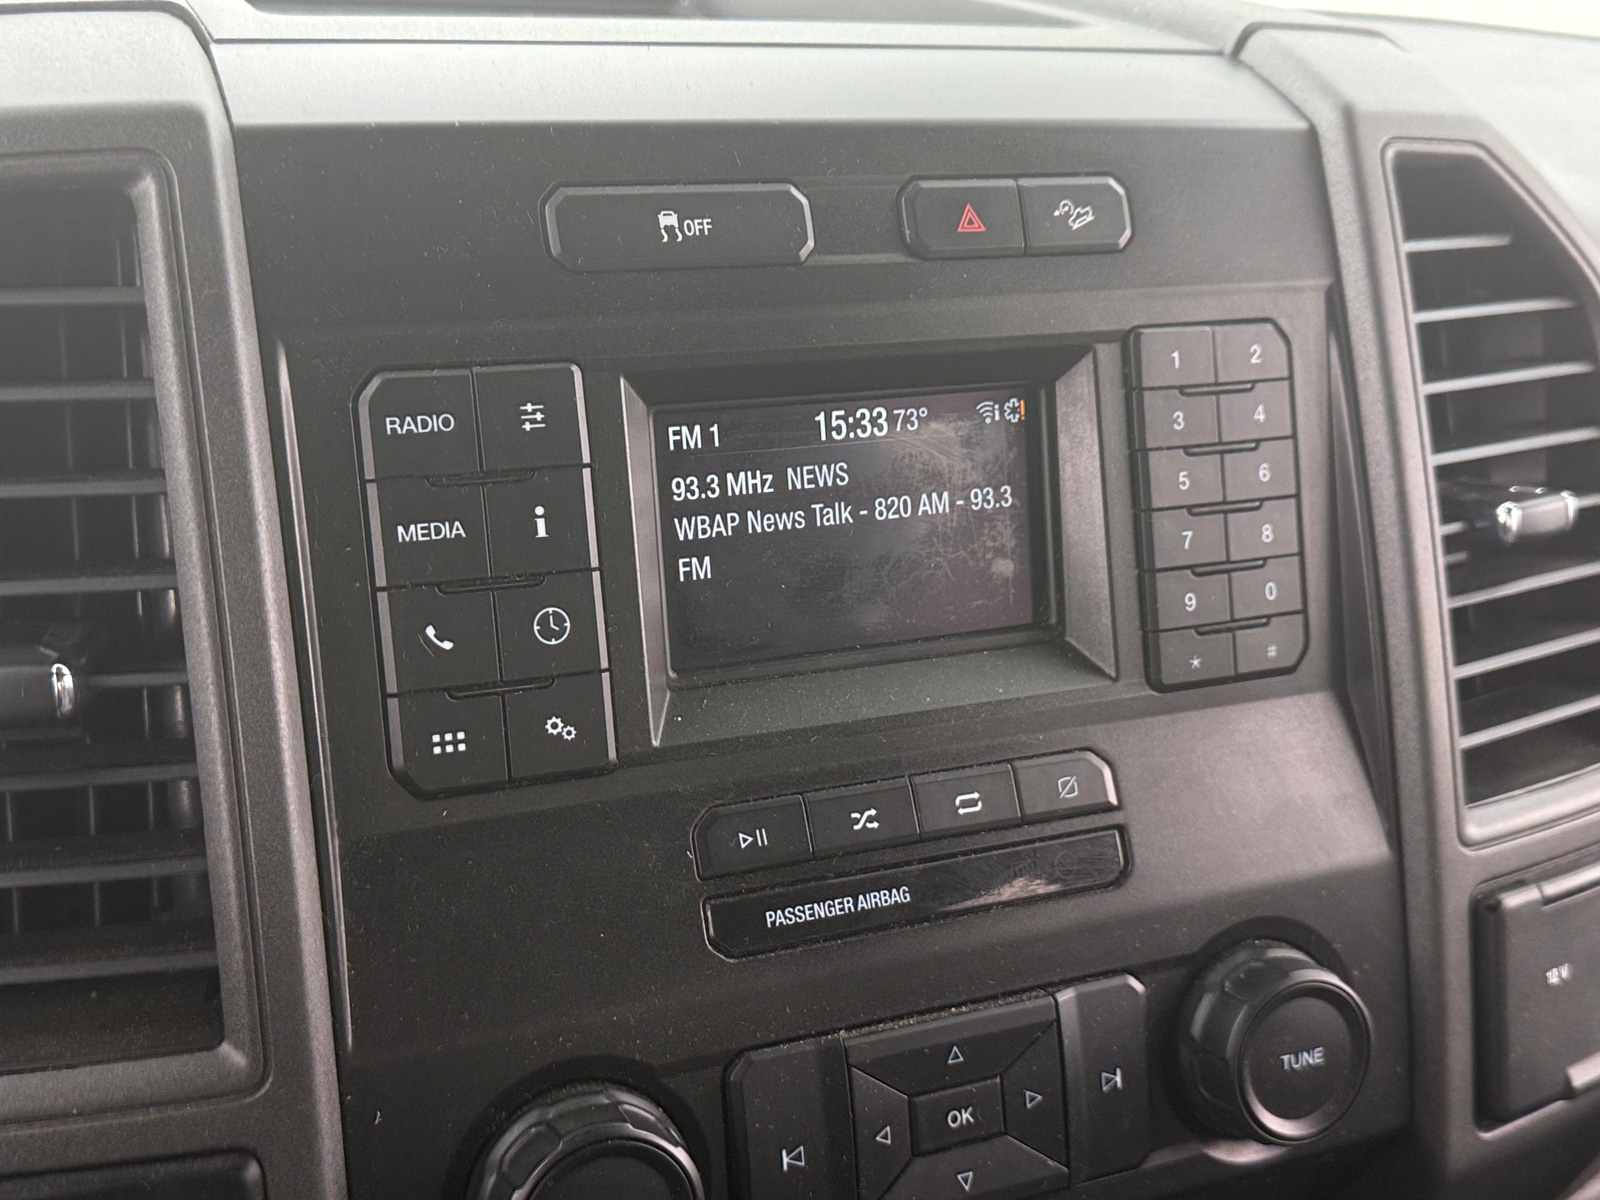 OFF
RADIO
MEDIA
FM 1 15:33 73°
93.3 MHz NEWS
WBAP News Talk - 820 AM - 93.3
FM
1 2
3 4
5 6
7 8
9 0
* #
PASSENGER AIRBAG
OK
TUNE
12V